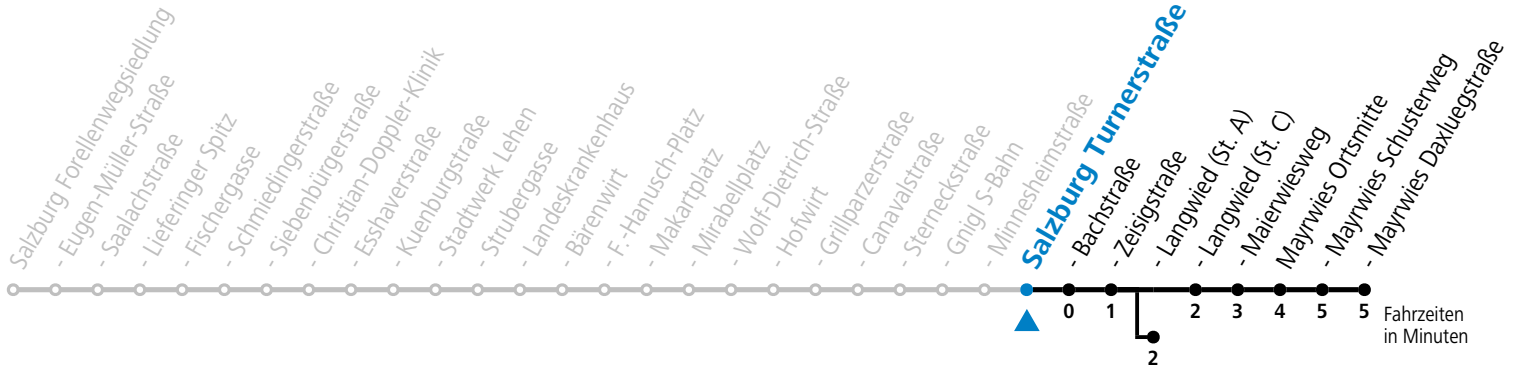 Salzburg Forellenwegsiedlung
- Eugen-Müller-Straße
- Saalachstraße
- Lieferinger Spitz
- Fischergasse
- Schmiedingerstraße
- Siebenbürgerstraße
- Christian-Doppler-Klinik
- Esshaverstraße
- Kuenburgstraße
- Stadtwerk Lehen
- Strubergasse
- Landeskrankenhaus
- Bärenwirt
- F.-Hanusch-Platz
- Makartplatz
- Mirabellplatz
- Wolf-Dietrich-Straße
- Hofwirt
- Grillparzerstraße
- Canavalstraße
- Sterneckstraße
- Gnigl S-Bahn
- Minnesheimstraße
Salzburg Turnerstraße
- Bachstraße
- Zeisigstraße
- Langwied (St. A)
- Langwied (St. C)
- Maierwiesweg
Mayrwies Ortsmitte
- Mayrwies Schusterweg
- Mayrwies Daxluegstraße
0 1 2 3 4 5 5
2
Fahrzeiten
in Minuten